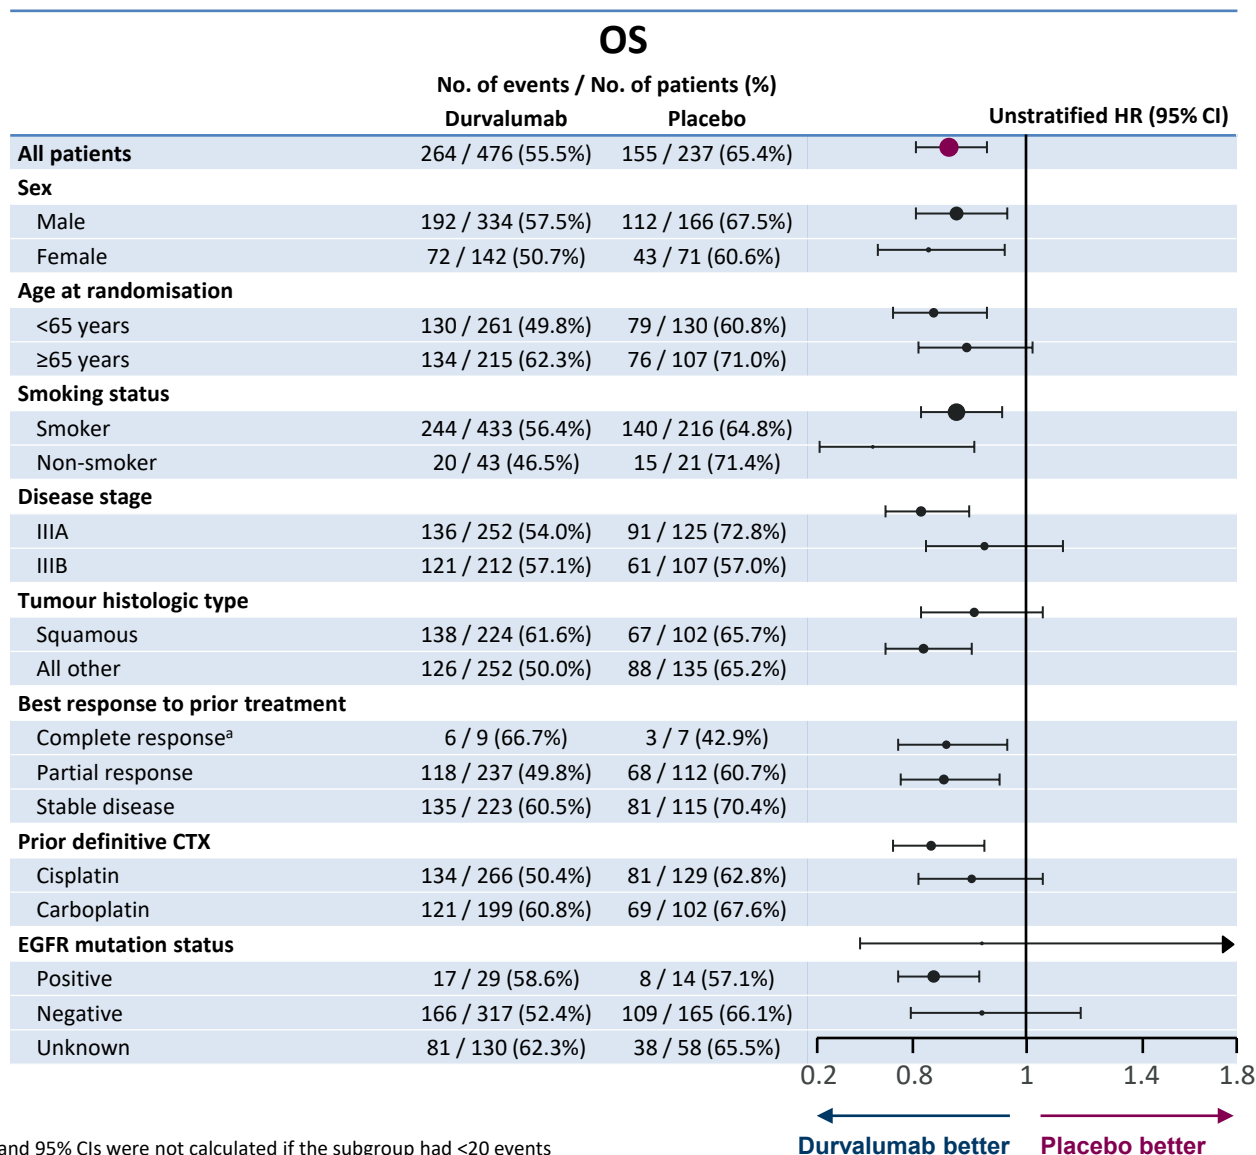 OS
No. of events / No. of patients (%)
Durvalumab Placebo Unstratified HR (95% CI)
All patients 264 / 476 (55.5%) 155 / 237 (65.4%)
Sex
Male 192 / 334 (57.5%) 112 / 166 (67.5%)
Female 72 / 142 (50.7%) 43 / 71 (60.6%)
Age at randomisation
<65 years 130 / 261 (49.8%) 79 / 130 (60.8%)
≥65 years 134 / 215 (62.3%) 76 / 107 (71.0%)
Smoking status
Smoker 244 / 433 (56.4%) 140 / 216 (64.8%)
Non-smoker 20 / 43 (46.5%) 15 / 21 (71.4%)
Disease stage
IIIA 136 / 252 (54.0%) 91 / 125 (72.8%)
IIIB 121 / 212 (57.1%) 61 / 107 (57.0%)
Tumour histologic type
Squamous 138 / 224 (61.6%) 67 / 102 (65.7%)
All other 126 / 252 (50.0%) 88 / 135 (65.2%)
Best response to prior treatment
Complete responseᵃ 6 / 9 (66.7%) 3 / 7 (42.9%)
Partial response 118 / 237 (49.8%) 68 / 112 (60.7%)
Stable disease 135 / 223 (60.5%) 81 / 115 (70.4%)
Prior definitive CTX
Cisplatin 134 / 266 (50.4%) 81 / 129 (62.8%)
Carboplatin 121 / 199 (60.8%) 69 / 102 (67.6%)
EGFR mutation status
Positive 17 / 29 (58.6%) 8 / 14 (57.1%)
Negative 166 / 317 (52.4%) 109 / 165 (66.1%)
Unknown 81 / 130 (62.3%) 38 / 58 (65.5%)
0.2 0.8 1 1.4 1.8
Durvalumab better Placebo better
and 95% CIs were not calculated if the subgroup had <20 events